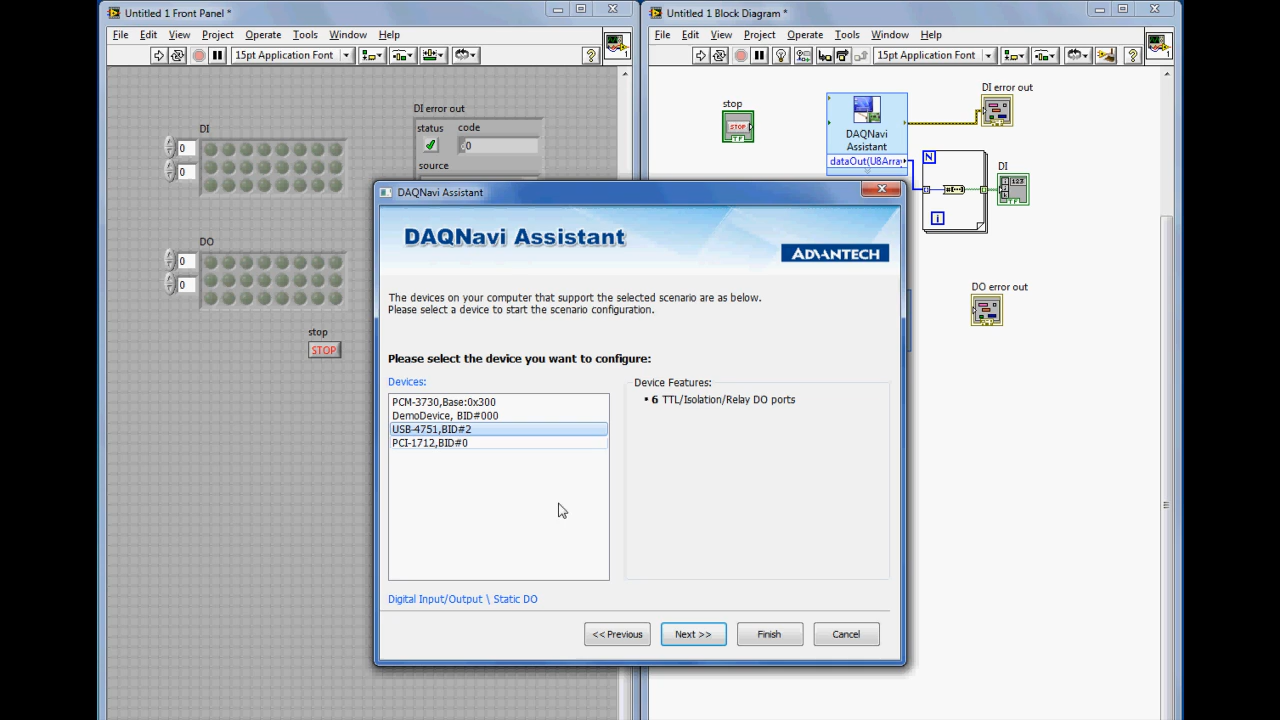 Untitled 1 Front Panel *
File Edit View Project Operate Tools Window Help
15pt Application Font
?
1
DI error out
status code
0
source
DI
0
0
DO
0
0
stop
STOP
Untitled 1 Block Diagram *
File Edit View Project Operate Tools Window Help
15pt Application Font
?
1
stop
STOP
TF
DAQNavi
Assistant
dataOut(U8Arra
DI error out
N
i
DI
123
TF
DO error out
DAQNavi Assistant
DAQNavi Assistant
ADVANTECH
The devices on your computer that support the selected scenario are as below.
Please select a device to start the scenario configuration.
Please select the device you want to configure:
Devices:
PCM-3730,Base:0x300
DemoDevice, BID#000
USB-4751,BID#2
PCI-1712,BID#0
Device Features:
• 6 TTL/Isolation/Relay DO ports
Digital Input/Output \ Static DO
<< Previous
Next >>
Finish
Cancel